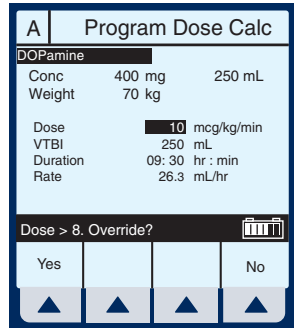 A Program Dose Calc
DOPamine
Conc 400 mg 250 mL
Weight 70 kg
Dose 10 mcg/kg/min
VTBI 250 mL
Duration 09: 30 hr : min
Rate 26.3 mL/hr
Dose > 8. Override?
Yes No